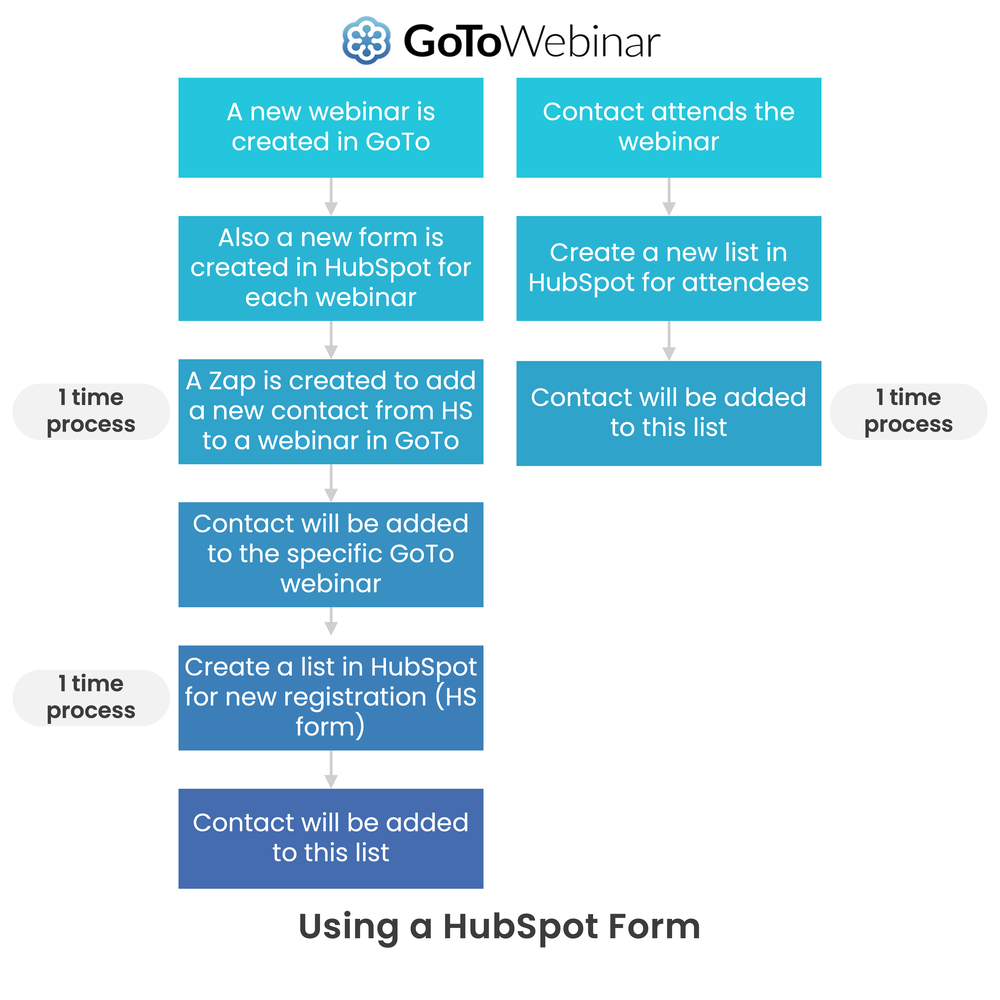 GoToWebinar
A new webinar is
created in GoTo
Also a new form is
created in HubSpot for
each webinar
1 time
process
A Zap is created to add
a new contact from HS
to a webinar in GoTo
Contact will be added
to the specific GoTo
webinar
1 time
process
Create a list in HubSpot
for new registration (HS
form)
Contact will be added
to this list
Contact attends the
webinar
Create a new list in
HubSpot for attendees
Contact will be added
to this list
1 time
process
Using a HubSpot Form